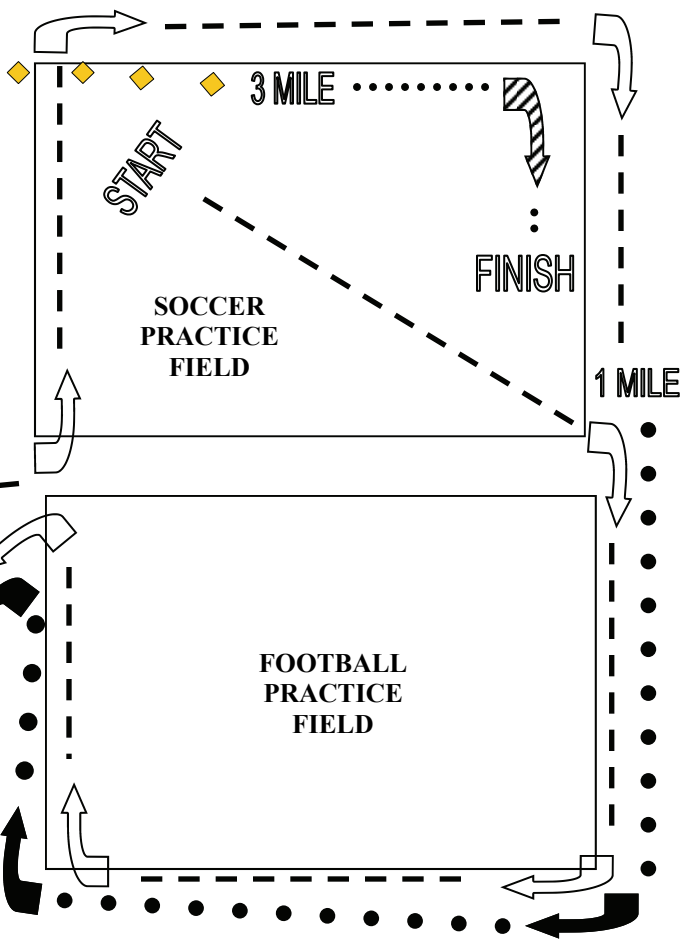 3 MILE
START
FINISH
SOCCER
PRACTICE
FIELD
1 MILE
FOOTBALL
PRACTICE
FIELD